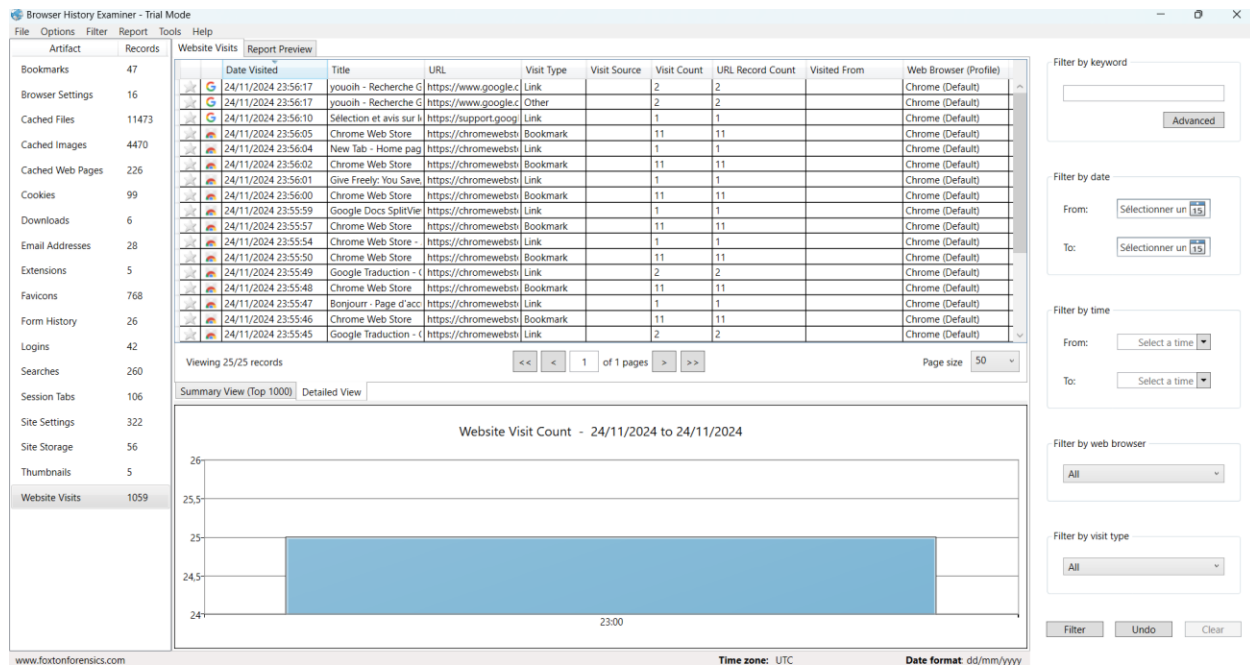 Browser History Examiner - Trial Mode
File Options Filter Report Tools Help
Artifact Records
Bookmarks 47
Browser Settings 16
Cached Files 11473
Cached Images 4470
Cached Web Pages 226
Cookies 99
Downloads 6
Email Addresses 28
Extensions 5
Favicons 768
Form History 26
Logins 42
Searches 260
Session Tabs 106
Site Settings 322
Site Storage 56
Thumbnails 5
Website Visits 1059
Website Visits Report Preview
Date Visited Title URL Visit Type Visit Source Visit Count URL Record Count Visited From Web Browser (Profile)
24/11/2024 23:56:17 youoih - Recherche G https://www.google.c Link 2 2 Chrome (Default)
24/11/2024 23:56:17 youoih - Recherche G https://www.google.c Other 2 2 Chrome (Default)
24/11/2024 23:56:10 Sélection et avis sur l https://support.goog Link 1 1 Chrome (Default)
24/11/2024 23:56:05 Chrome Web Store https://chromewebst Bookmark 11 11 Chrome (Default)
24/11/2024 23:56:04 New Tab - Home pag https://chromewebst Link 1 1 Chrome (Default)
24/11/2024 23:56:02 Chrome Web Store https://chromewebst Bookmark 11 11 Chrome (Default)
24/11/2024 23:56:01 Give Freely: You Save, https://chromewebst Link 1 1 Chrome (Default)
24/11/2024 23:56:00 Chrome Web Store https://chromewebst Bookmark 11 11 Chrome (Default)
24/11/2024 23:55:59 Google Docs SplitVie https://chromewebst Link 1 1 Chrome (Default)
24/11/2024 23:55:57 Chrome Web Store https://chromewebst Bookmark 11 11 Chrome (Default)
24/11/2024 23:55:54 Chrome Web Store - https://chromewebst Link 1 1 Chrome (Default)
24/11/2024 23:55:50 Chrome Web Store https://chromewebst Bookmark 11 11 Chrome (Default)
24/11/2024 23:55:49 Google Traduction - ( https://chromewebst Link 2 2 Chrome (Default)
24/11/2024 23:55:48 Chrome Web Store https://chromewebst Bookmark 11 11 Chrome (Default)
24/11/2024 23:55:47 Bonjourr · Page d'acc https://chromewebst Link 1 1 Chrome (Default)
24/11/2024 23:55:46 Chrome Web Store https://chromewebst Bookmark 11 11 Chrome (Default)
24/11/2024 23:55:45 Google Traduction - ( https://chromewebst Link 2 2 Chrome (Default)
Viewing 25/25 records << < 1 of 1 pages > >> Page size 50
Summary View (Top 1000) Detailed View
Website Visit Count - 24/11/2024 to 24/11/2024
26
25,5
25
24,5
24
23:00
Filter by keyword
Advanced
Filter by date
From: Sélectionner un 15
To: Sélectionner un 15
Filter by time
From: Select a time
To: Select a time
Filter by web browser
All
Filter by visit type
All
Filter Undo Clear
www.foxtonforensics.com Time zone: UTC Date format: dd/mm/yyyy